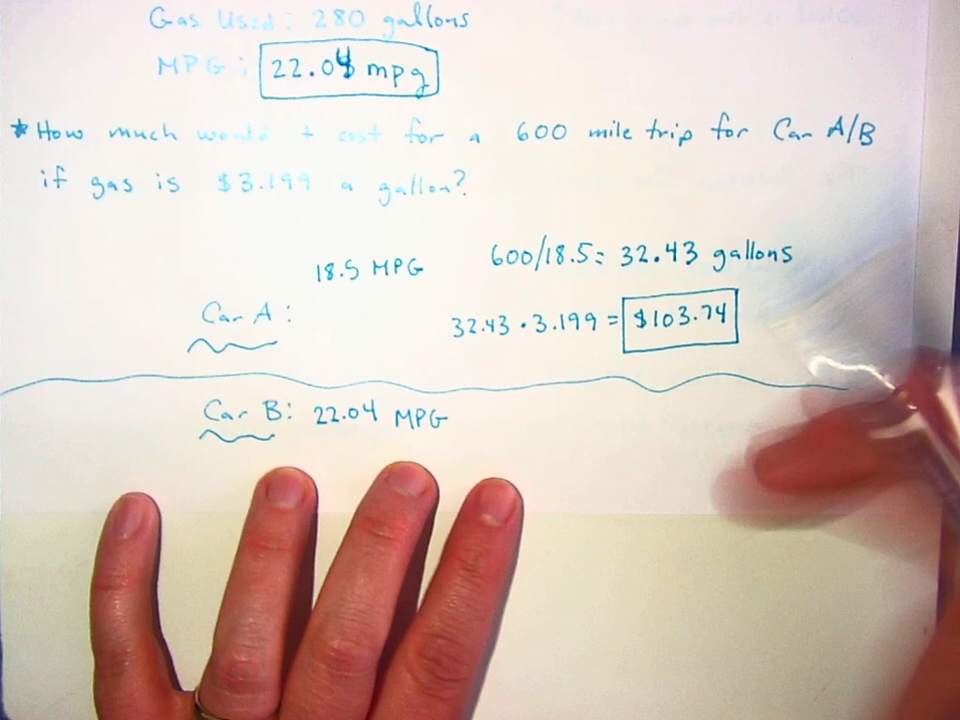 Gas Used: 280 gallons
MPG: 22.04 mpg
*How much would + cost for a 600 mile trip for Car A/B
if gas is $3.199 a gallon?
18.5 MPG 600/18.5= 32.43 gallons
Car A: 32.43 • 3.199 = $103.74
Car B: 22.04 MPG